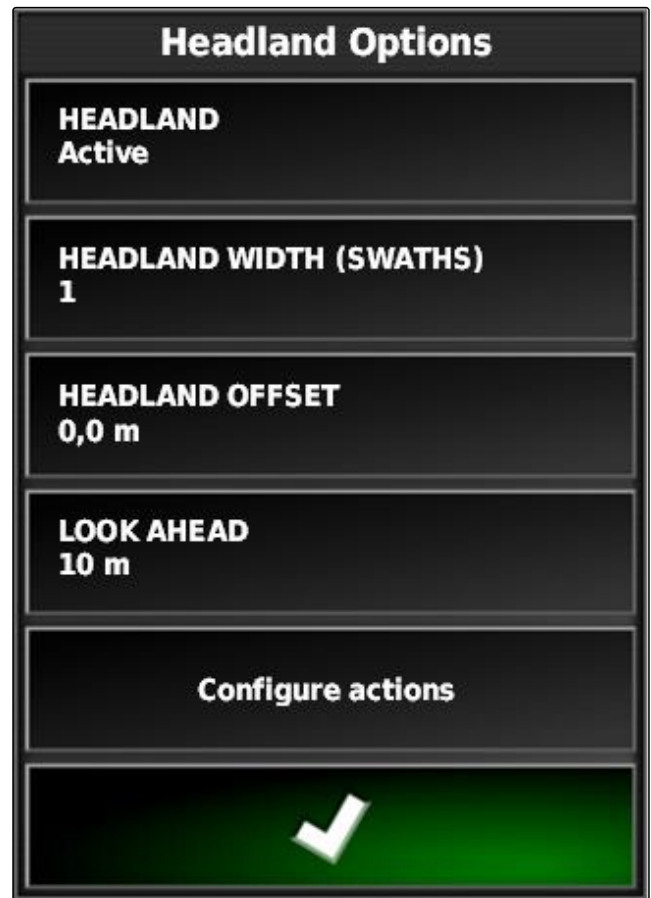 Headland Options
HEADLAND
Active
HEADLAND WIDTH (SWATHS)
1
HEADLAND OFFSET
0,0 m
LOOK AHEAD
10 m
Configure actions